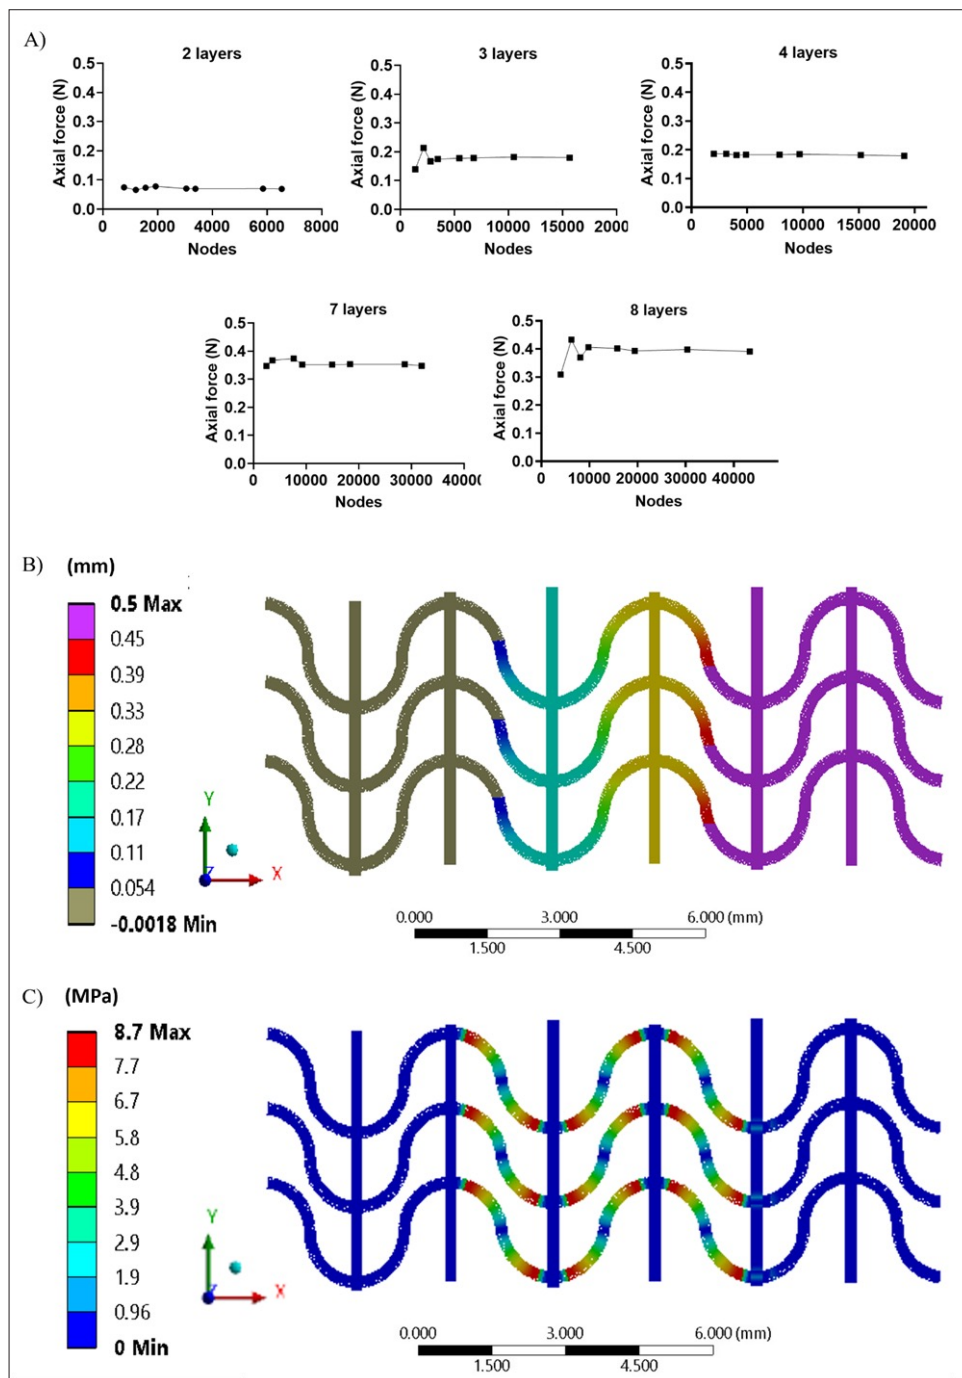 A)
2 layers
Axial force (N)
0.5
0.4
0.3
0.2
0.1
0.0
0 2000 4000 6000 8000
Nodes
3 layers
Axial force (N)
0.5
0.4
0.3
0.2
0.1
0.0
0 5000 10000 15000 2000
Nodes
4 layers
Axial force (N)
0.5
0.4
0.3
0.2
0.1
0.0
0 5000 10000 15000 20000
Nodes
7 layers
Axial force (N)
0.5
0.4
0.3
0.2
0.1
0.0
0 10000 20000 30000 4000
Nodes
8 layers
Axial force (N)
0.5
0.4
0.3
0.2
0.1
0.0
0 10000 20000 30000 40000
Nodes
B) (mm)
0.5 Max
0.45
0.39
0.33
0.28
0.22
0.17
0.11
0.054
-0.0018 Min
Y
Z
X
0.000 3.000 6.000 (mm)
1.500 4.500
C) (MPa)
8.7 Max
7.7
6.7
5.8
4.8
3.9
2.9
1.9
0.96
0 Min
Y
X
0.000 3.000 6.000 (mm)
1.500 4.500